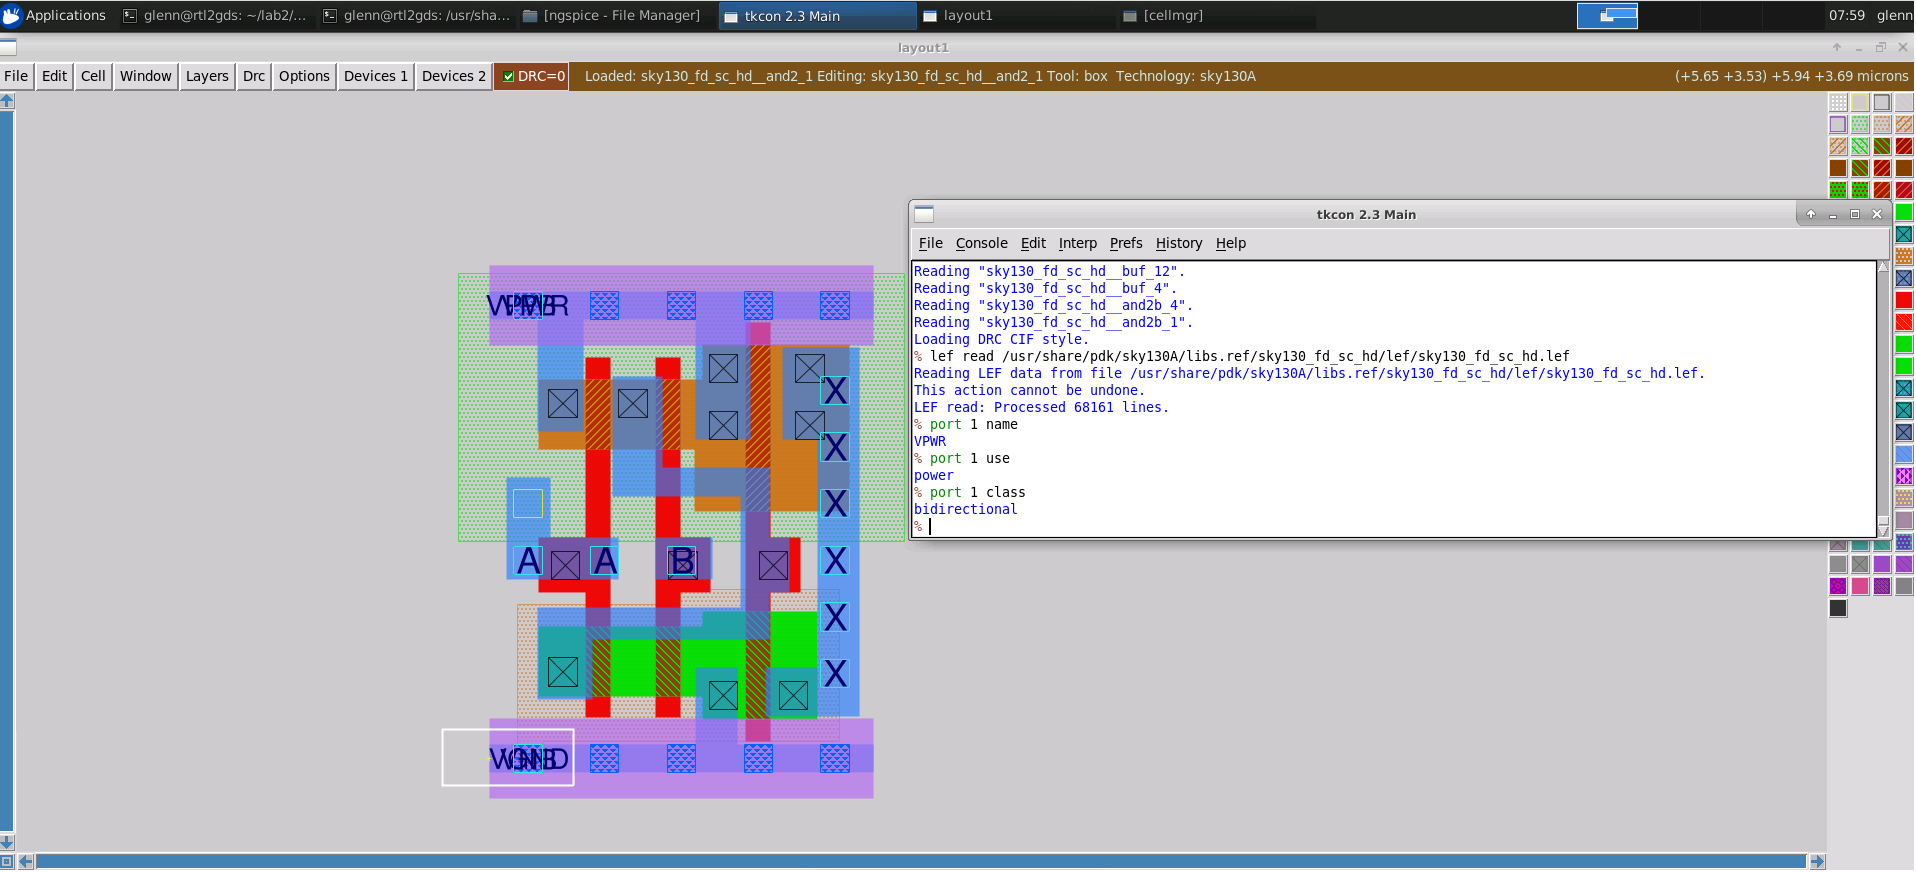 Applications
glenn@rtl2gds: ~/lab2/...
glenn@rtl2gds: /usr/sha...
[ngspice - File Manager]
tkcon 2.3 Main
layout1
[cellmgr]
07:59
glenn
layout1
File Edit Cell Window Layers Drc Options Devices 1 Devices 2 DRC=0 Loaded: sky130_fd_sc_hd__and2_1 Editing: sky130_fd_sc_hd__and2_1 Tool: box Technology: sky130A (+5.65 +3.53) +5.94 +3.69 microns
tkcon 2.3 Main
File Console Edit Interp Prefs History Help
Reading "sky130_fd_sc_hd__buf_12".
Reading "sky130_fd_sc_hd__buf_4".
Reading "sky130_fd_sc_hd__and2b_4".
Reading "sky130_fd_sc_hd__and2b_1".
Loading DRC CIF style.
% lef read /usr/share/pdk/sky130A/libs.ref/sky130_fd_sc_hd/lef/sky130_fd_sc_hd.lef
Reading LEF data from file /usr/share/pdk/sky130A/libs.ref/sky130_fd_sc_hd/lef/sky130_fd_sc_hd.lef.
This action cannot be undone.
LEF read: Processed 68161 lines.
% port 1 name
VPWR
% port 1 use
power
% port 1 class
bidirectional
%
X
X
X
A A B X
X
X